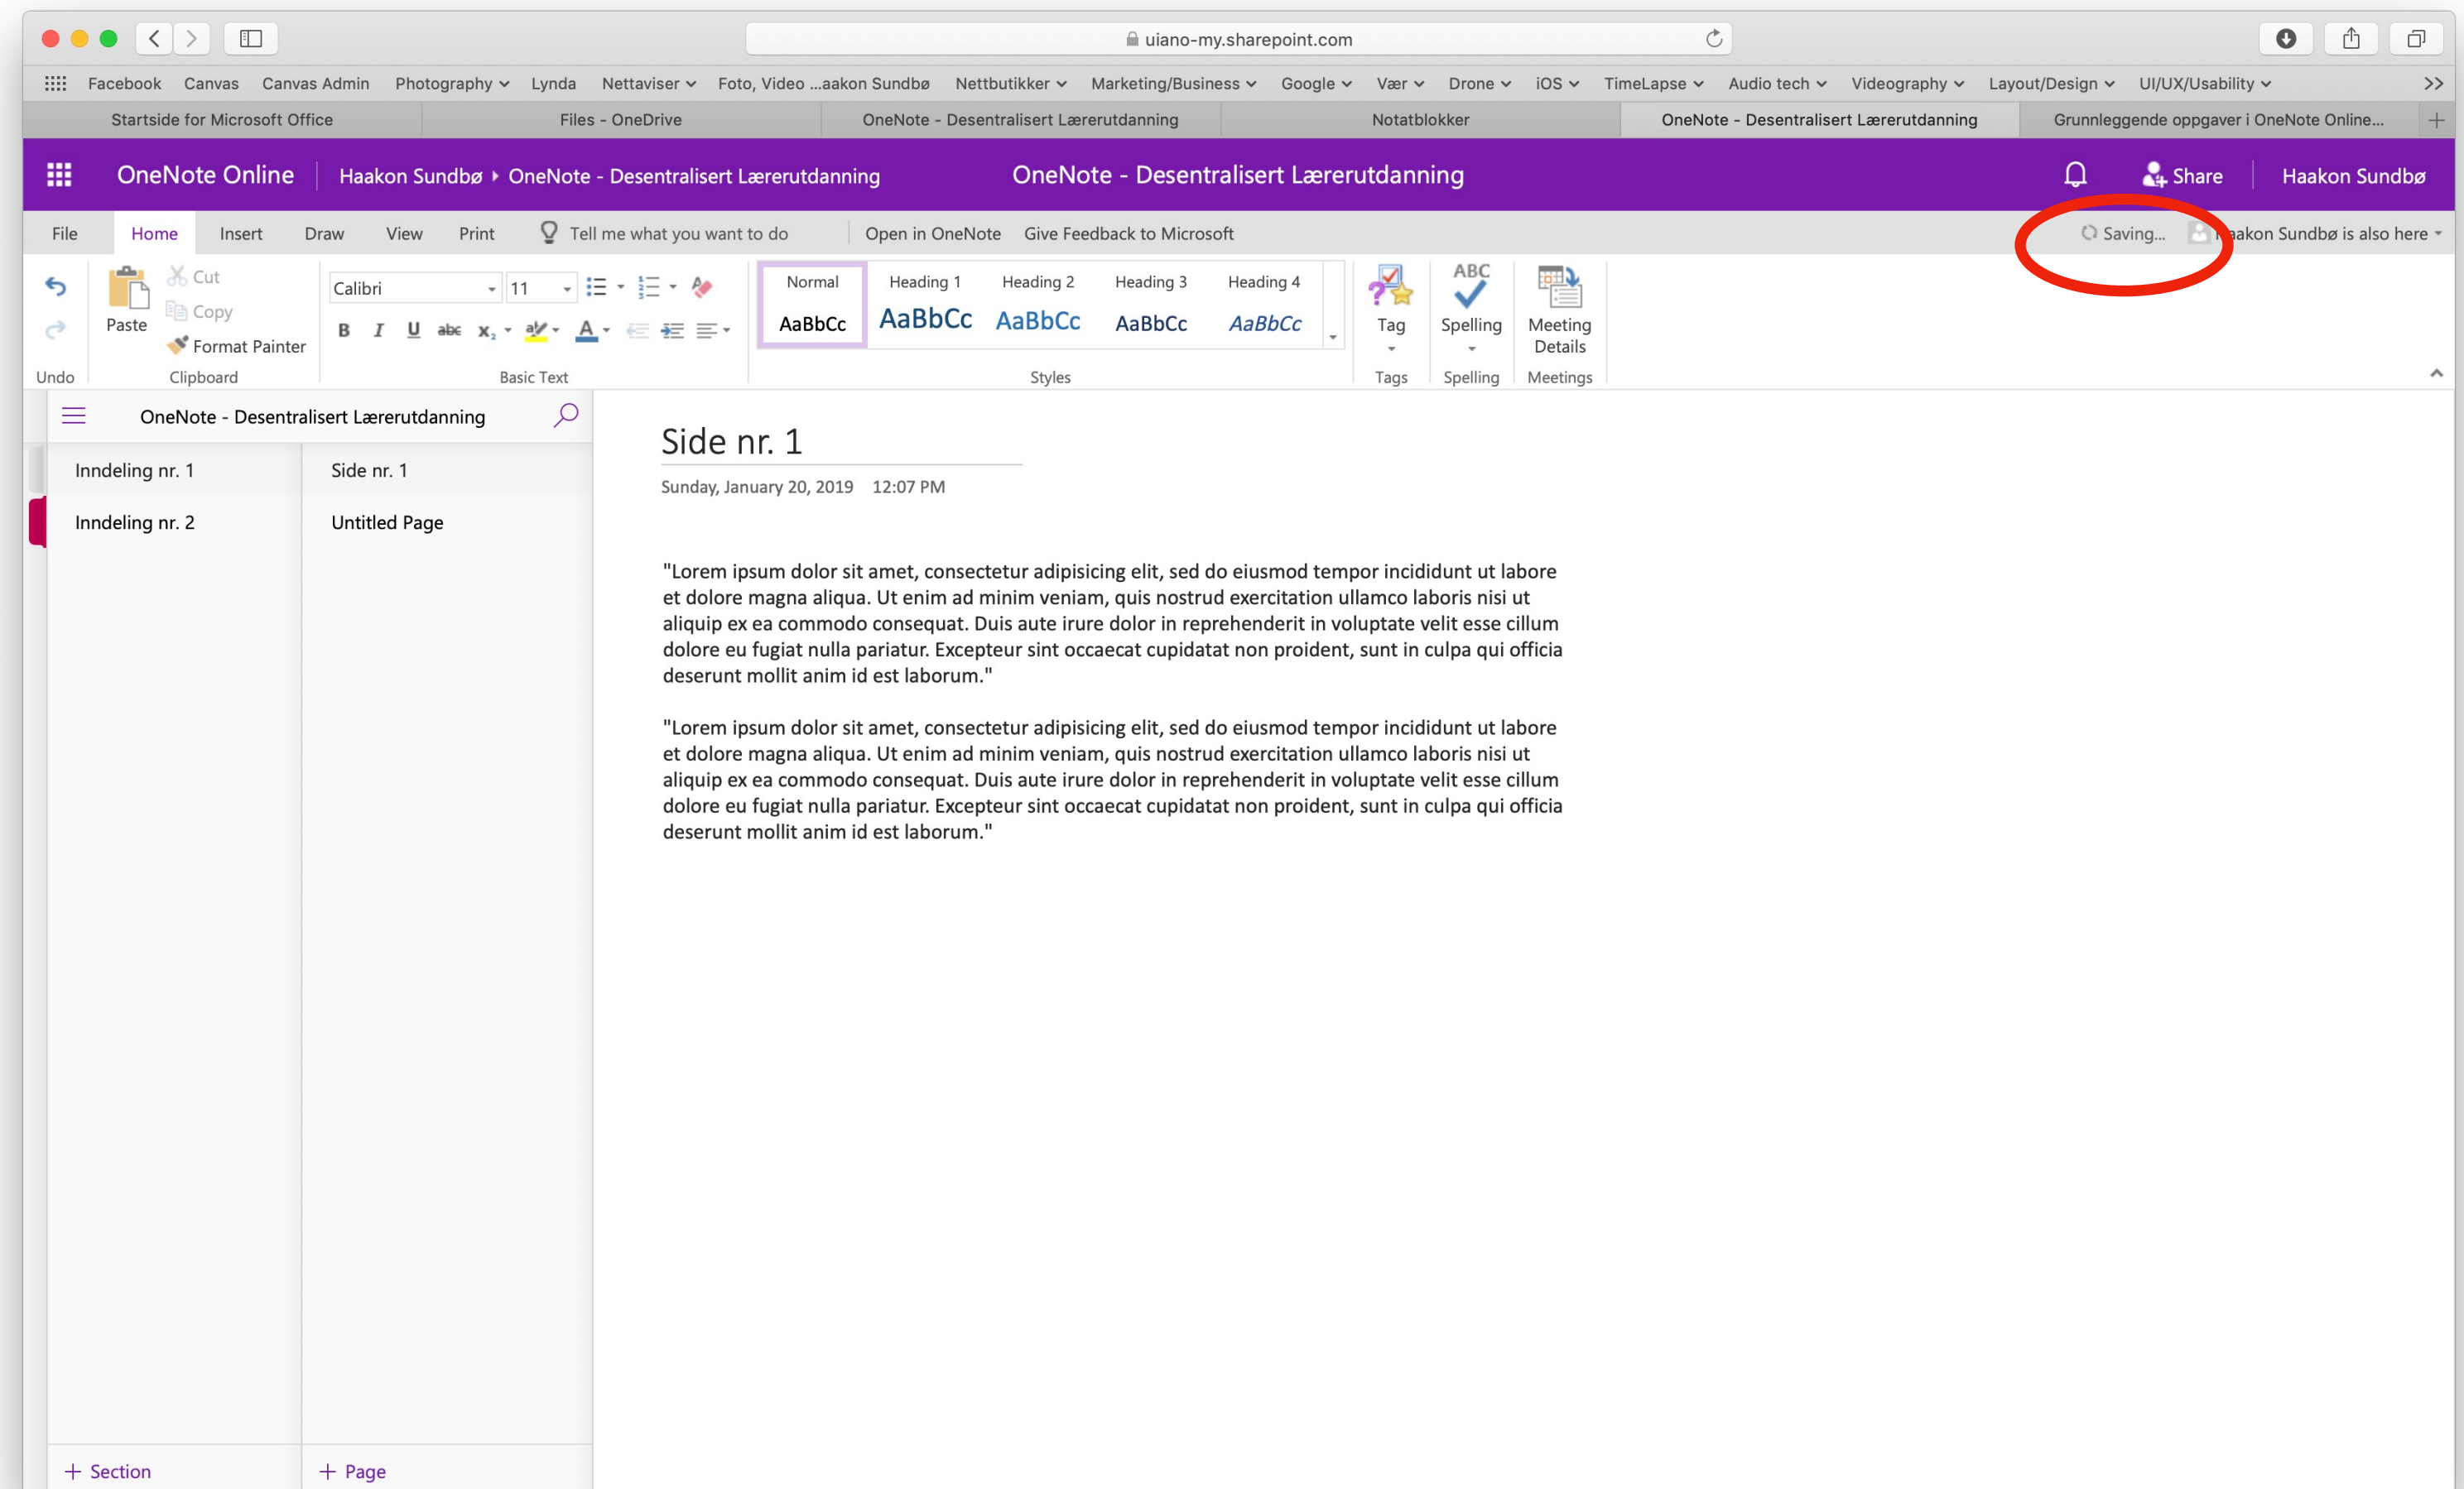 uiano-my.sharepoint.com
Facebook Canvas Canvas Admin Photography Lynda Nettaviser Foto, Video ...aakon Sundbø Nettbutikker Marketing/Business Google Vær Drone iOS TimeLapse Audio tech Videography Layout/Design UI/UX/Usability
Startside for Microsoft Office Files - OneDrive OneNote - Desentralisert Lærerutdanning Notatblokker OneNote - Desentralisert Lærerutdanning Grunnleggende oppgaver i OneNote Online...
OneNote Online Haakon Sundbø OneNote - Desentralisert Lærerutdanning OneNote - Desentralisert Lærerutdanning Share Haakon Sundbø
File Home Insert Draw View Print Tell me what you want to do Open in OneNote Give Feedback to Microsoft Saving... Haakon Sundbø is also here
Cut
Copy
Paste
Format Painter
Undo Clipboard
Calibri 11
B I U abc x₂ ab A
Basic Text
Normal Heading 1 Heading 2 Heading 3 Heading 4
AaBbCc AaBbCc AaBbCc AaBbCc AaBbCc
Styles
Tag
Tags
ABC
Spelling
Spelling
Meeting
Details
Meetings
OneNote - Desentralisert Lærerutdanning
Inndeling nr. 1
Inndeling nr. 2
Side nr. 1
Untitled Page
Side nr. 1
Sunday, January 20, 2019 12:07 PM
"Lorem ipsum dolor sit amet, consectetur adipisicing elit, sed do eiusmod tempor incididunt ut labore
et dolore magna aliqua. Ut enim ad minim veniam, quis nostrud exercitation ullamco laboris nisi ut
aliquip ex ea commodo consequat. Duis aute irure dolor in reprehenderit in voluptate velit esse cillum
dolore eu fugiat nulla pariatur. Excepteur sint occaecat cupidatat non proident, sunt in culpa qui officia
deserunt mollit anim id est laborum."
"Lorem ipsum dolor sit amet, consectetur adipisicing elit, sed do eiusmod tempor incididunt ut labore
et dolore magna aliqua. Ut enim ad minim veniam, quis nostrud exercitation ullamco laboris nisi ut
aliquip ex ea commodo consequat. Duis aute irure dolor in reprehenderit in voluptate velit esse cillum
dolore eu fugiat nulla pariatur. Excepteur sint occaecat cupidatat non proident, sunt in culpa qui officia
deserunt mollit anim id est laborum."
+ Section
+ Page